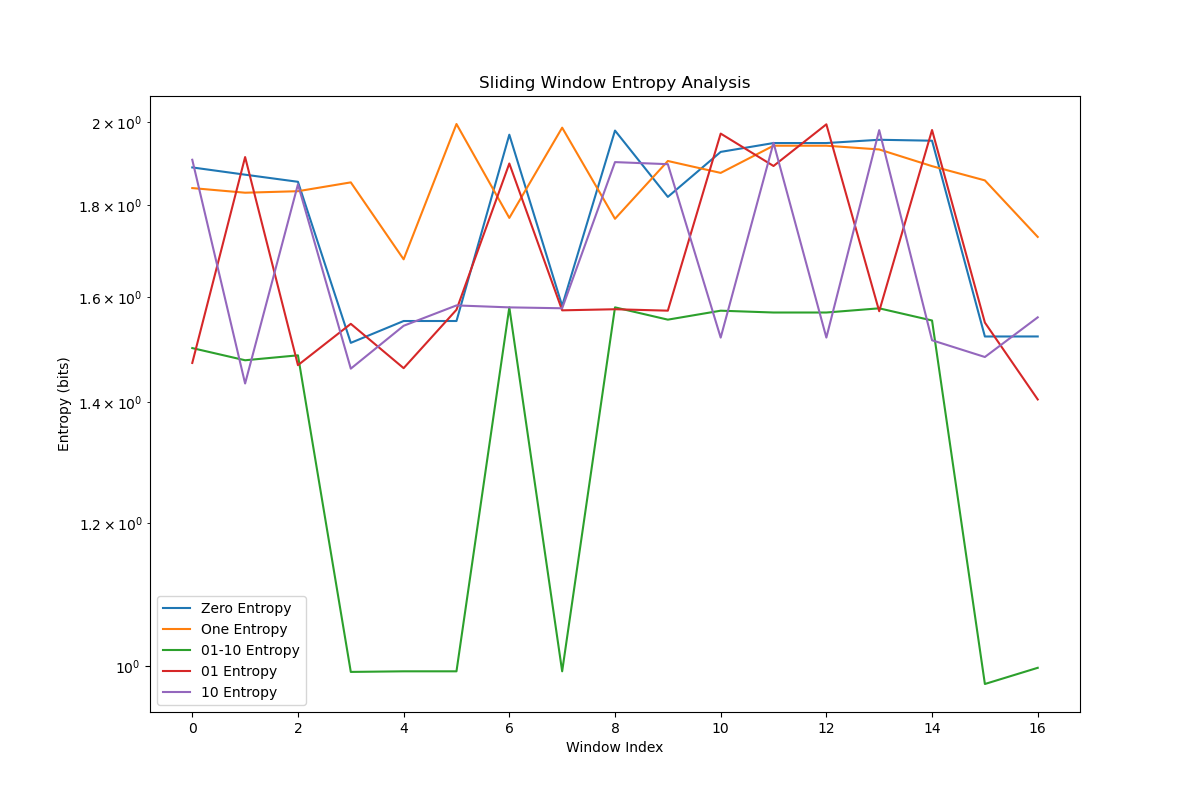 Sliding Window Entropy Analysis
Entropy (bits)
2 × 10⁰
1.8 × 10⁰
1.6 × 10⁰
1.4 × 10⁰
1.2 × 10⁰
10⁰
Zero Entropy
One Entropy
01-10 Entropy
01 Entropy
10 Entropy
0 2 4 6 8 10 12 14 16
Window Index